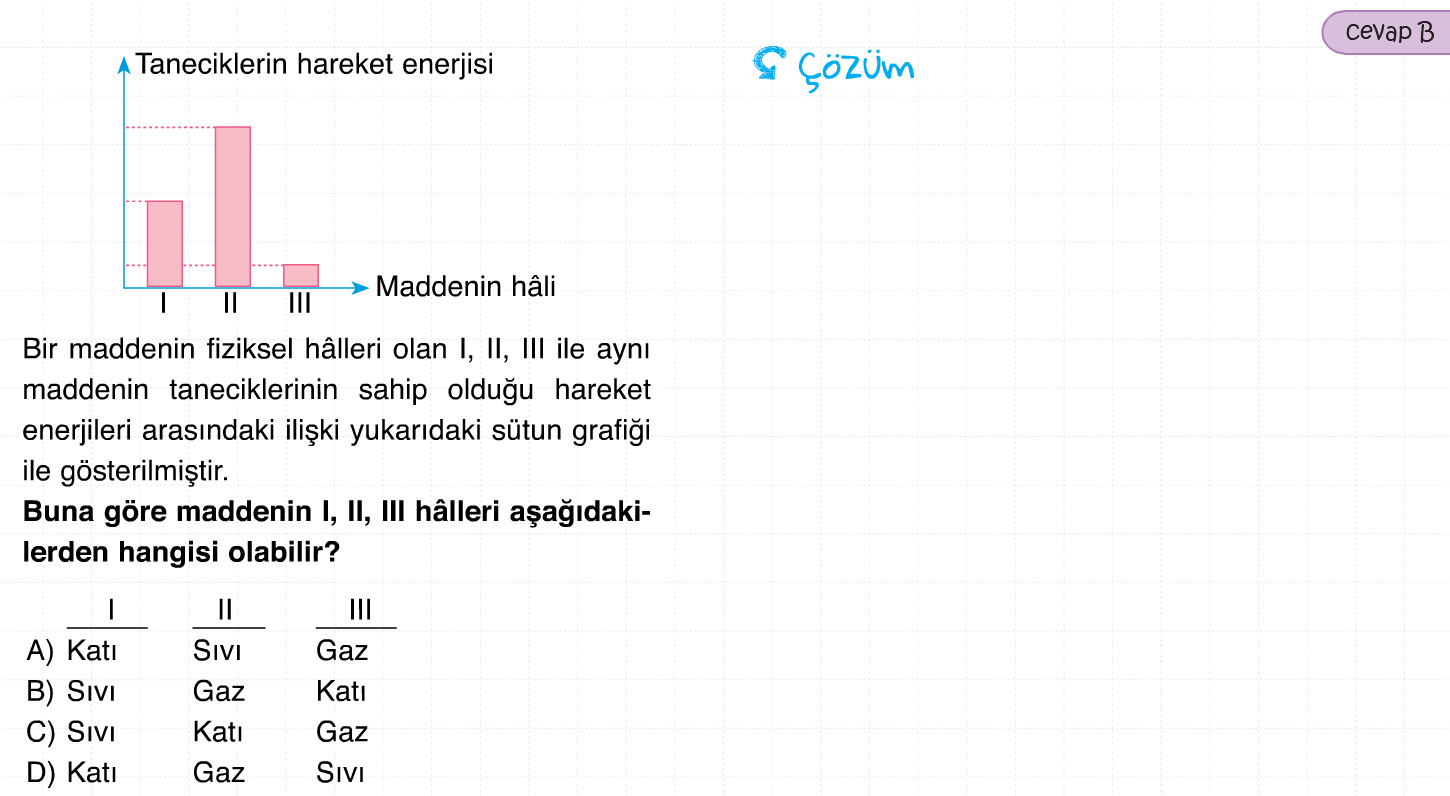 cevap B
Taneciklerin hareket enerjisi
Çözüm
Maddenin hâli
I II III
Bir maddenin fiziksel hâlleri olan I, II, III ile aynı
maddenin taneciklerinin sahip olduğu hareket
enerjileri arasındaki ilişki yukarıdaki sütun grafiği
ile gösterilmiştir.
Buna göre maddenin I, II, III hâlleri aşağıdaki-
lerden hangisi olabilir?
I II III
A) Katı Sıvı Gaz
B) Sıvı Gaz Katı
C) Sıvı Katı Gaz
D) Katı Gaz Sıvı